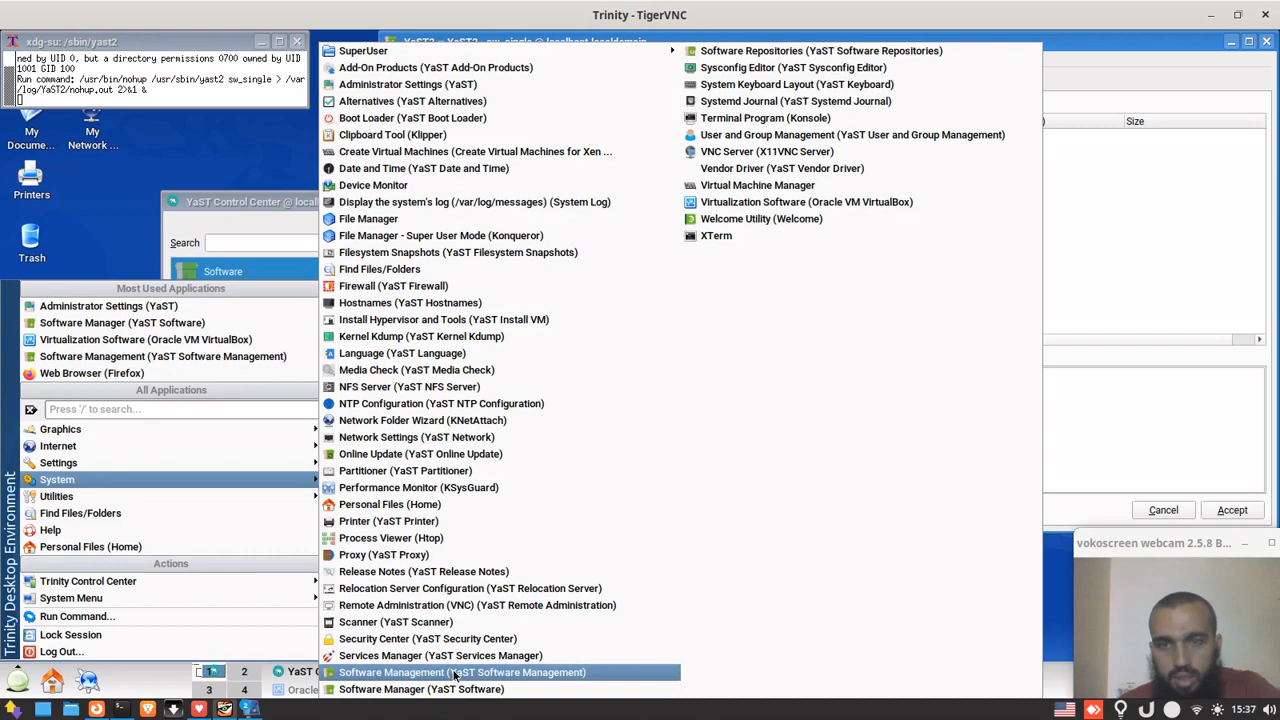 Trinity - TigerVNC
xdg-su: /sbin/yast2
ned by UID 0, but a directory permissions 0700 owned by UID
1001 GID 100
Run command: /usr/bin/nohup /usr/sbin/yast2 sw_single > /var
/log/YaST2/nohup.out 2>&1 &
My
Docume...
My
Network ...
Printers
Trash
YaST Control Center @ local
Search
Software
Most Used Applications
Administrator Settings (YaST)
Software Manager (YaST Software)
Virtualization Software (Oracle VM VirtualBox)
Software Management (YaST Software Management)
Web Browser (Firefox)
All Applications
Press '/' to search...
Graphics
Internet
Settings
System
Utilities
Find Files/Folders
Help
Personal Files (Home)
Actions
Trinity Control Center
System Menu
Run Command...
Lock Session
Log Out...
Trinity Desktop Environment
SuperUser
Add-On Products (YaST Add-On Products)
Administrator Settings (YaST)
Alternatives (YaST Alternatives)
Boot Loader (YaST Boot Loader)
Clipboard Tool (Klipper)
Create Virtual Machines (Create Virtual Machines for Xen ...
Date and Time (YaST Date and Time)
Device Monitor
Display the system's log (/var/log/messages) (System Log)
File Manager
File Manager - Super User Mode (Konqueror)
Filesystem Snapshots (YaST Filesystem Snapshots)
Find Files/Folders
Firewall (YaST Firewall)
Hostnames (YaST Hostnames)
Install Hypervisor and Tools (YaST Install VM)
Kernel Kdump (YaST Kernel Kdump)
Language (YaST Language)
Media Check (YaST Media Check)
NFS Server (YaST NFS Server)
NTP Configuration (YaST NTP Configuration)
Network Folder Wizard (KNetAttach)
Network Settings (YaST Network)
Online Update (YaST Online Update)
Partitioner (YaST Partitioner)
Performance Monitor (KSysGuard)
Personal Files (Home)
Printer (YaST Printer)
Process Viewer (Htop)
Proxy (YaST Proxy)
Release Notes (YaST Release Notes)
Relocation Server Configuration (YaST Relocation Server)
Remote Administration (VNC) (YaST Remote Administration)
Scanner (YaST Scanner)
Security Center (YaST Security Center)
Services Manager (YaST Services Manager)
Software Management (YaST Software Management)
Software Manager (YaST Software)
Software Repositories (YaST Software Repositories)
Sysconfig Editor (YaST Sysconfig Editor)
System Keyboard Layout (YaST Keyboard)
Systemd Journal (YaST Systemd Journal)
Terminal Program (Konsole)
User and Group Management (YaST User and Group Management)
VNC Server (X11VNC Server)
Vendor Driver (YaST Vendor Driver)
Virtual Machine Manager
Virtualization Software (Oracle VM VirtualBox)
Welcome Utility (Welcome)
XTerm
Size
Cancel
Accept
vokoscreen webcam 2.5.8 B...
1
2
YaST C
3
4
Oracle
15:37